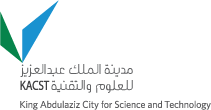 مدينة الملك عبدالعزيز
للعلوم والتقنية KACST
King Abdulaziz City for Science and Technology